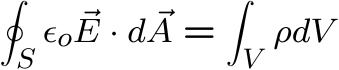 ∮_S ϵ_o E⃗ · dA⃗ = ∫_V ρdV